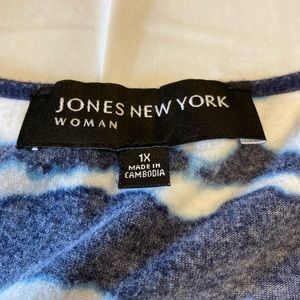 JONES NEW YORK
WOMAN
1X
MADE IN
CAMBODIA